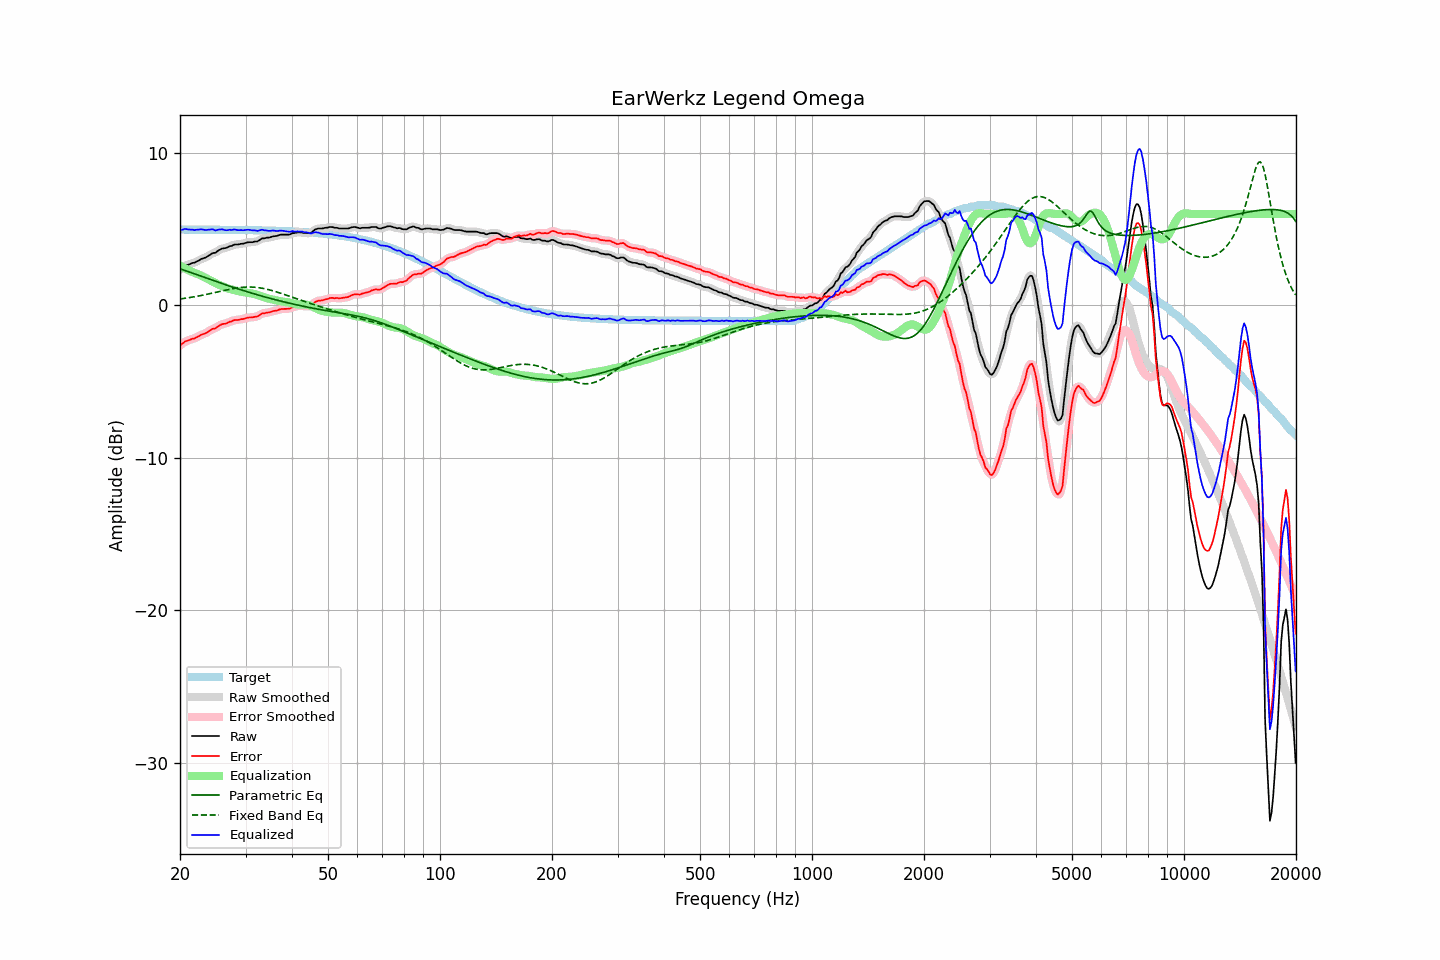 EarWerkz Legend Omega
Amplitude (dBr)
10
0
−10
−20
−30
Target
Raw Smoothed
Error Smoothed
Raw
Error
Equalization
Parametric Eq
Fixed Band Eq
Equalized
20 50 100 200 500 1000 2000 5000 10000 20000
Frequency (Hz)